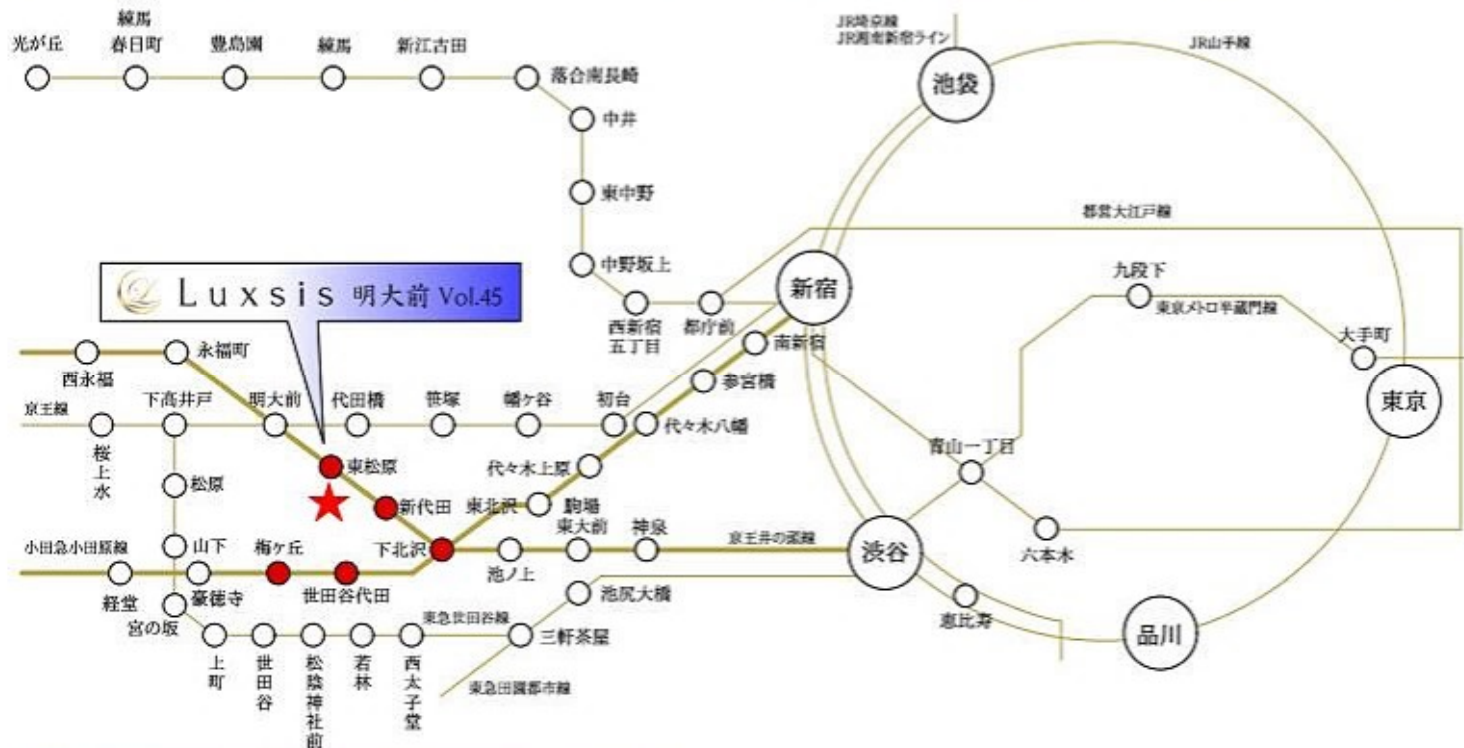 光が丘
練馬
春日町
豊島園
練馬
新江古田
落合南長崎
中井
東中野
中野坂上
西新宿
五丁目
都庁前
JR埼京線
JR湘南新宿ライン
池袋
JR山手線
都営大江戸線
新宿
九段下
東京メトロ半蔵門線
大手町
東京
Luxsis 明大前 Vol.45
西永福
永福町
南新宿
参宮橋
京王線
下高井戸
明大前
代田橋
笹塚
幡ヶ谷
初台
代々木八幡
桜上水
松原
東松原
代々木上原
青山一丁目
新代田
東北沢
駒場
東大前
神泉
小田急小田原線
山下
梅ヶ丘
下北沢
池ノ上
京王井の頭線
渋谷
六本木
経堂
豪徳寺
世田谷代田
池尻大橋
恵比寿
宮の坂
東急世田谷線
三軒茶屋
品川
上町
世田谷
松陰神社前
若林
西太子堂
東急田園都市線